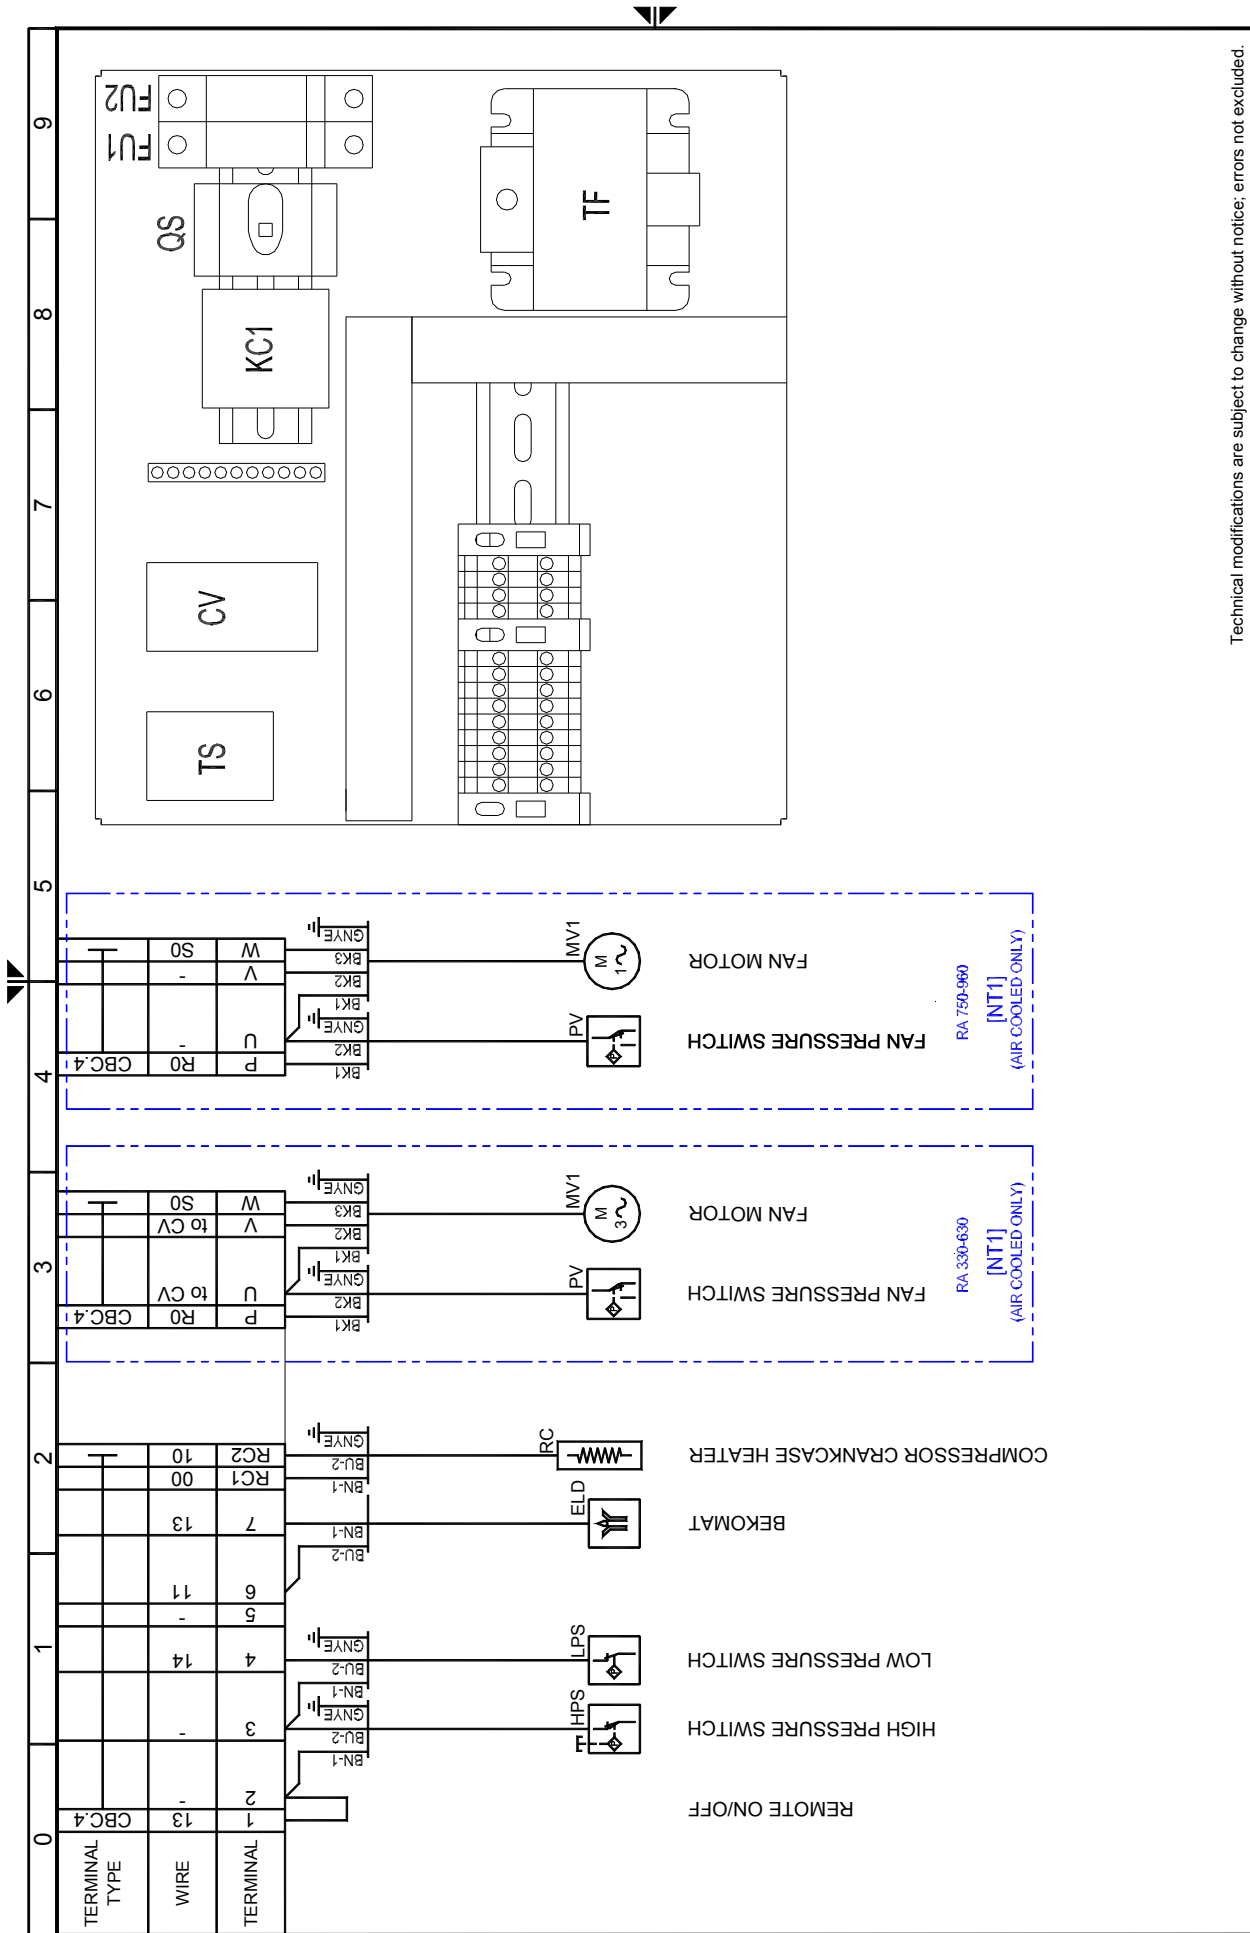 0
1
2
3
4
5
6
7
8
9
TERMINAL
TYPE
CBC.4
CBC.4
CBC.4
WIRE
13
-
-
14
-
11
13
00
10
R0
to CV
to CV
S0
R0
-
-
S0
TERMINAL
1
2
3
4
5
6
7
RC1
RC2
P
U
V
W
P
U
V
W
BN-1
BU-2
GNYE
BN-1
BU-2
GNYE
BU-2
BN-1
BN-1
BU-2
GNYE
BK1
BK2
GNYE
BK1
BK2
BK3
GNYE
BK1
BK2
GNYE
BK1
BK2
BK3
GNYE
HPS
P
LPS
P
ELD
RC
PV
P
MV1
M
3
PV
P
MV1
M
1
REMOTE ON/OFF
HIGH PRESSURE SWITCH
LOW PRESSURE SWITCH
BEKOMAT
COMPRESSOR CRANKCASE HEATER
FAN PRESSURE SWITCH
FAN MOTOR
RA 330-630
[NT1]
(AIR COOLED ONLY)
FAN PRESSURE SWITCH
FAN MOTOR
RA 750-960
[NT1]
(AIR COOLED ONLY)
TS
CV
KC1
QS
FU1
FU2
TF
Technical modifications are subject to change without notice; errors not excluded.